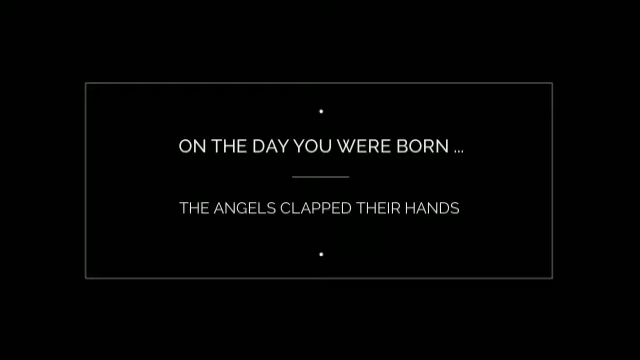 ON THE DAY YOU WERE BORN ...
THE ANGELS CLAPPED THEIR HANDS